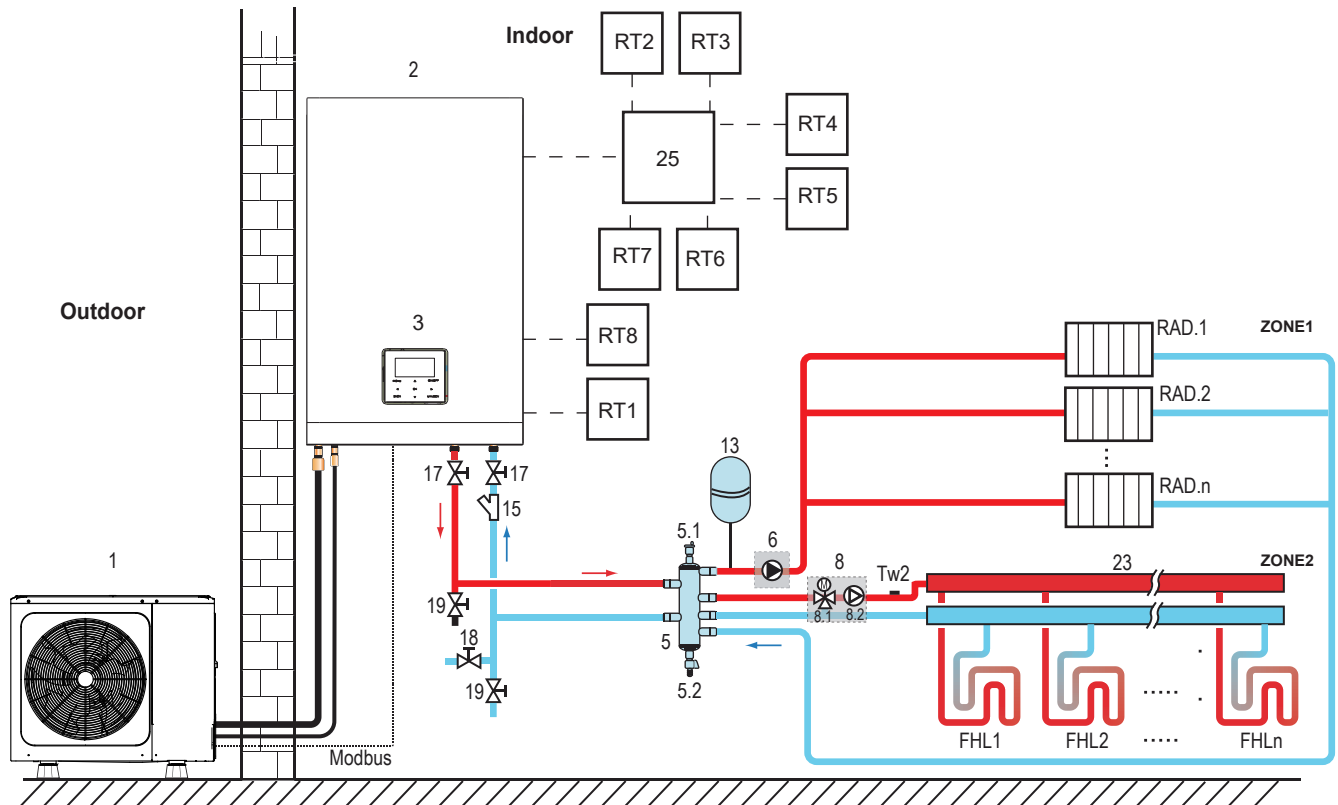 Indoor
RT2
RT3
2
RT4
25
RT5
RT7
RT6
Outdoor
3
RT8
RT1
RAD.1
ZONE1
RAD.2
RAD.n
13
17
17
15
5.1
6
1
8
Tw2
23
ZONE2
8.1
8.2
M
19
18
5
19
5.2
FHL1
FHL2
FHLn
Modbus